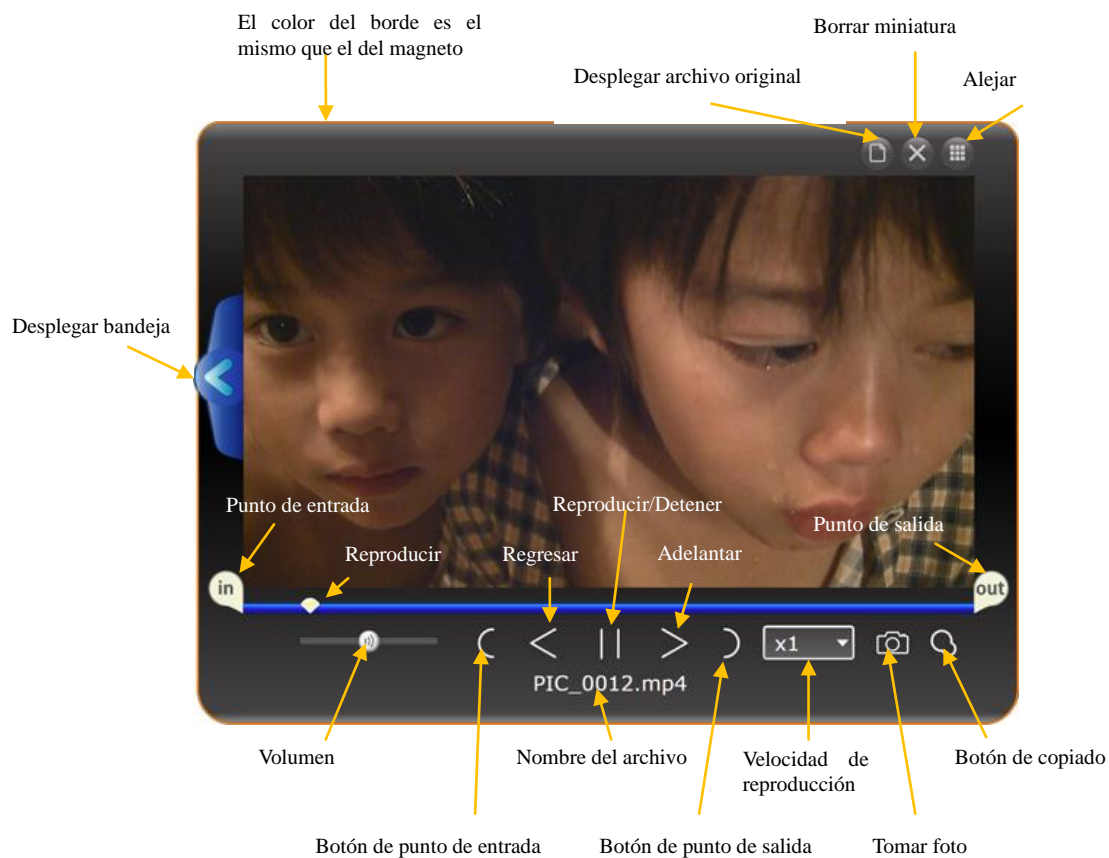 El color del borde es el
mismo que el del magneto
Borrar miniatura
Desplegar archivo original
Alejar
Desplegar bandeja
Punto de entrada
Reproducir/Detener
Punto de salida
Reproducir
Regresar
Adelantar
in
out
x1
PIC_0012.mp4
Volumen
Nombre del archivo
Velocidad de
reproducción
Botón de copiado
Botón de punto de entrada
Botón de punto de salida
Tomar foto